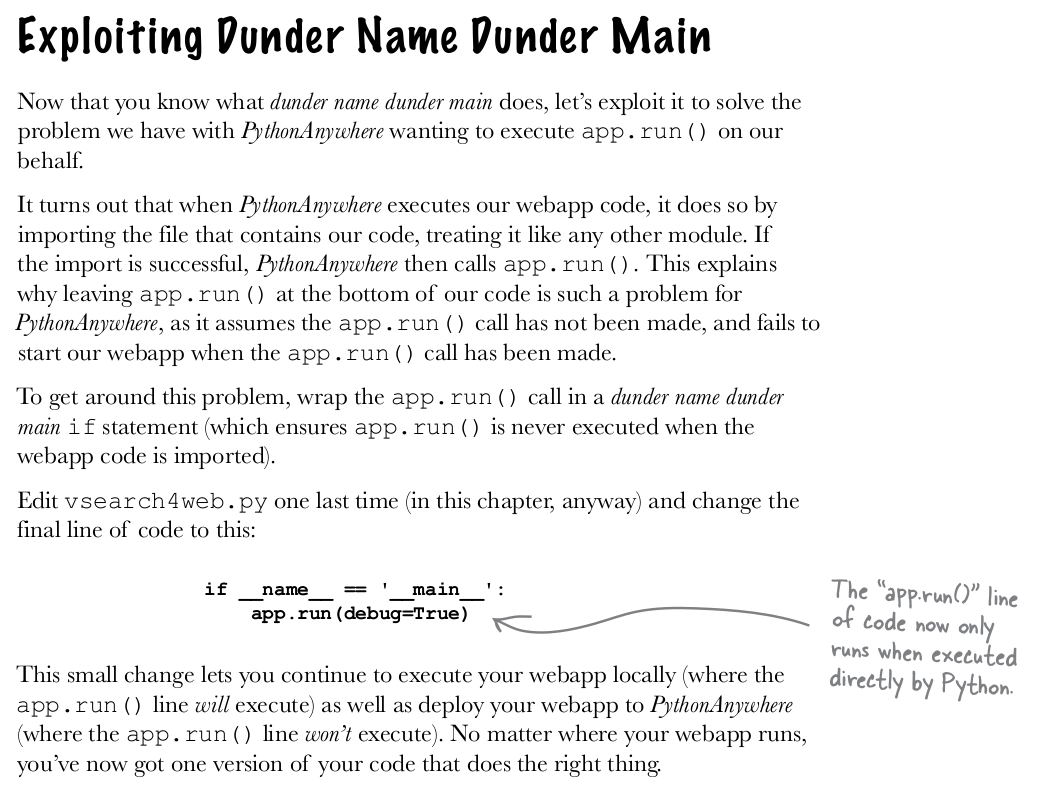 Exploiting Dunder Name Dunder Main
Now that you know what dunder name dunder main does, let's exploit it to solve the
problem we have with PythonAnywhere wanting to execute app.run() on our
behalf.
It turns out that when PythonAnywhere executes our webapp code, it does so by
importing the file that contains our code, treating it like any other module. If
the import is successful, PythonAnywhere then calls app.run(). This explains
why leaving app.run() at the bottom of our code is such a problem for
PythonAnywhere, as it assumes the app.run() call has not been made, and fails to
start our webapp when the app.run() call has been made.
To get around this problem, wrap the app.run() call in a dunder name dunder
main if statement (which ensures app.run() is never executed when the
webapp code is imported).
Edit vsearch4web.py one last time (in this chapter, anyway) and change the
final line of code to this:
if __name__ == '__main__':
    app.run(debug=True)
The "app.run()" line
of code now only
runs when executed
directly by Python.
This small change lets you continue to execute your webapp locally (where the
app.run() line will execute) as well as deploy your webapp to PythonAnywhere
(where the app.run() line won't execute). No matter where your webapp runs,
you've now got one version of your code that does the right thing.